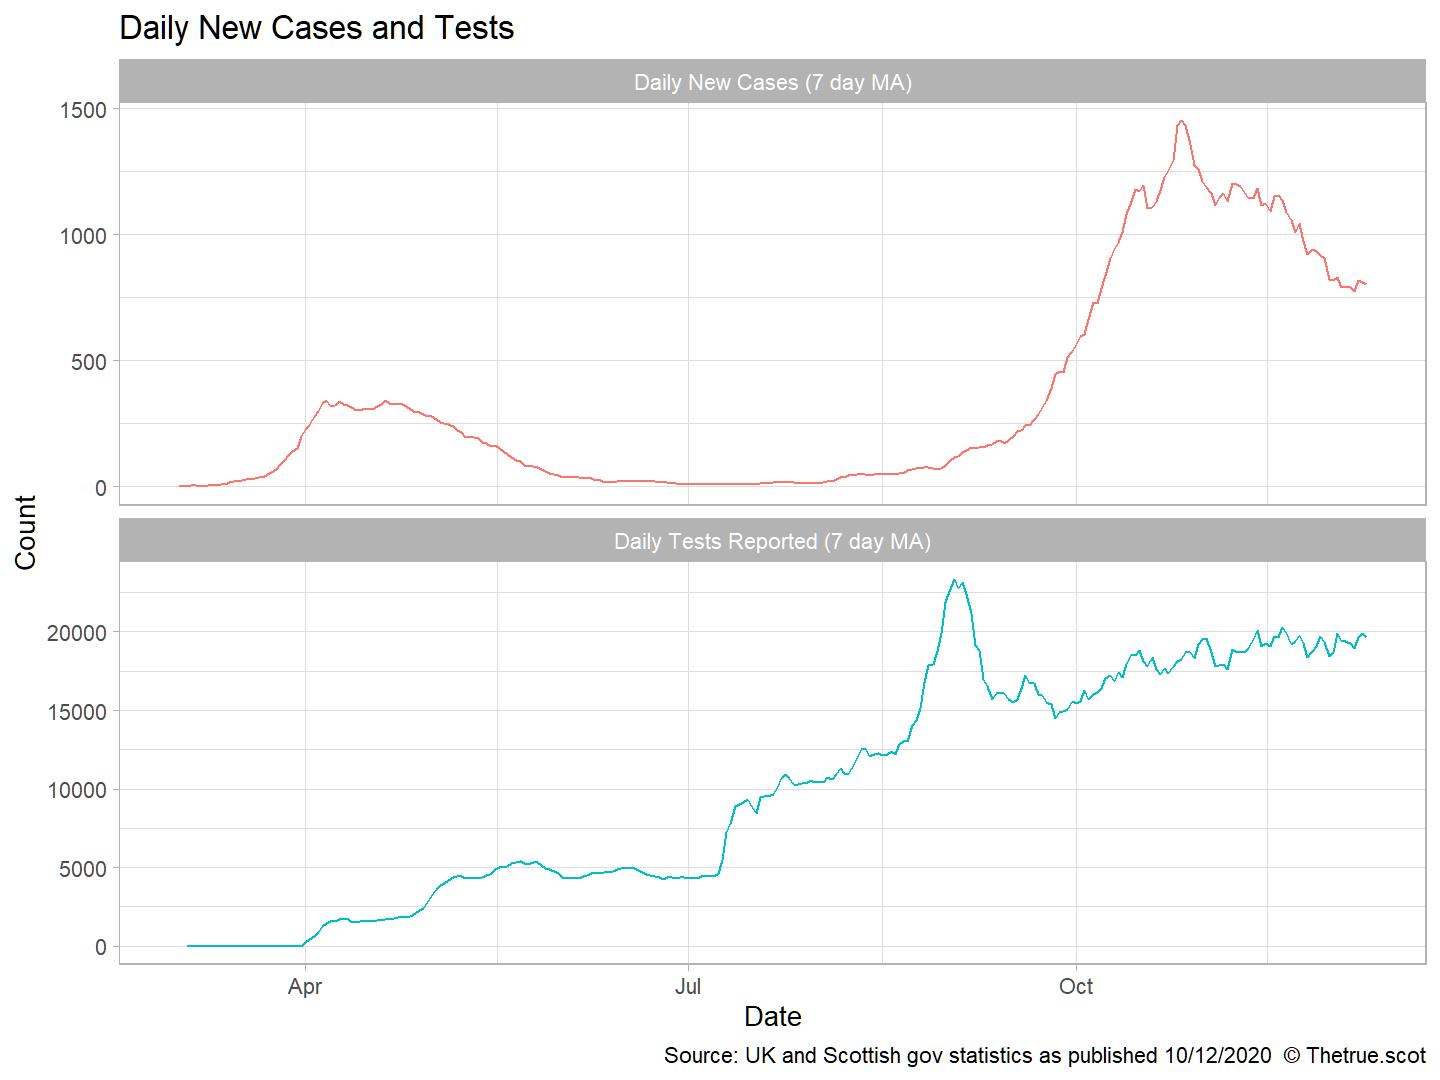 Daily New Cases and Tests
Daily New Cases (7 day MA)
1500
1000
500
0
Count
Daily Tests Reported (7 day MA)
20000
15000
10000
5000
0
Apr Jul Oct
Date
Source: UK and Scottish gov statistics as published 10/12/2020 © Thetrue.scot